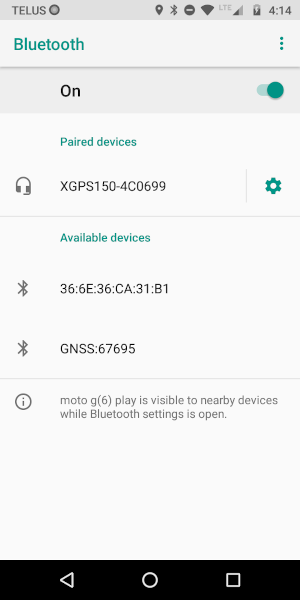 TELUS LTE 4:14
Bluetooth
On
Paired devices
XGPS150-4C0699
Available devices
36:6E:36:CA:31:B1
GNSS:67695
moto g(6) play is visible to nearby devices
while Bluetooth settings is open.